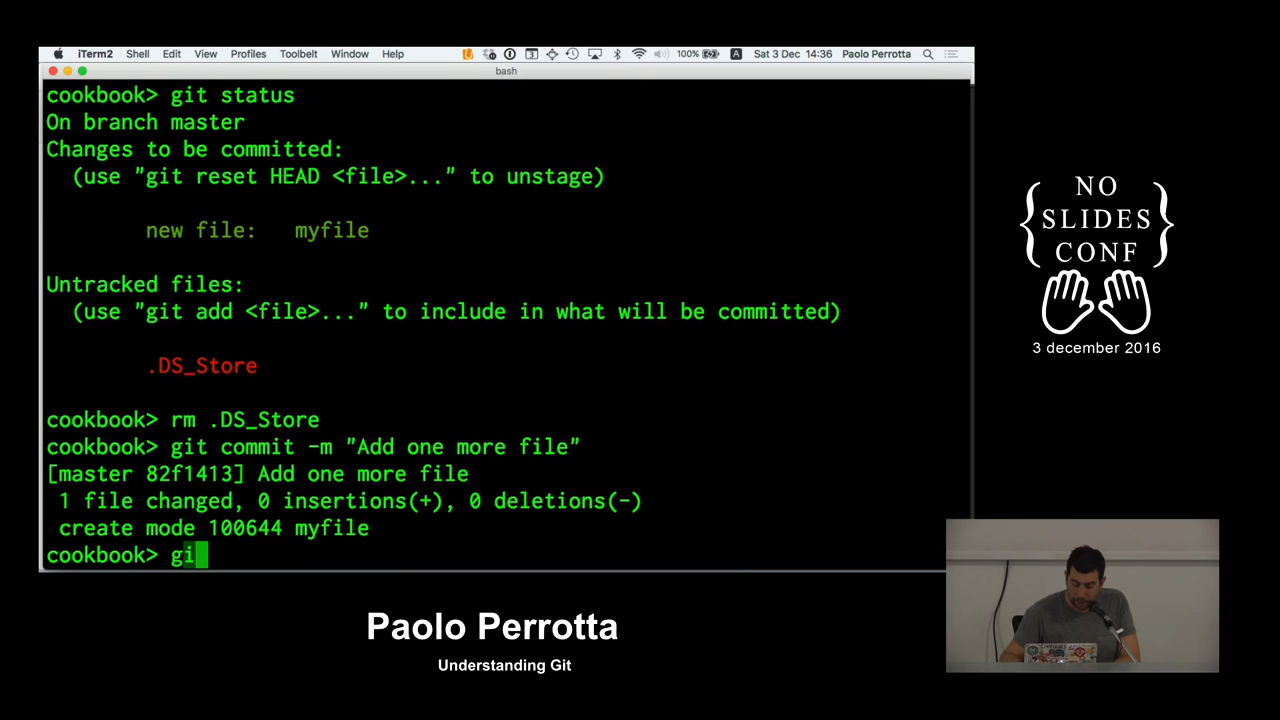 iTerm2 Shell Edit View Profiles Toolbelt Window Help 3 100% A Sat 3 Dec 14:36 Paolo Perrotta
bash
cookbook> git status
On branch master
Changes to be committed:
(use "git reset HEAD <file>..." to unstage)
new file: myfile
Untracked files:
(use "git add <file>..." to include in what will be committed)
.DS_Store
cookbook> rm .DS_Store
cookbook> git commit -m "Add one more file"
[master 82f1413] Add one more file
1 file changed, 0 insertions(+), 0 deletions(-)
create mode 100644 myfile
cookbook> gi
NO
SLIDES
CONF
3 december 2016
Paolo Perrotta
Understanding Git